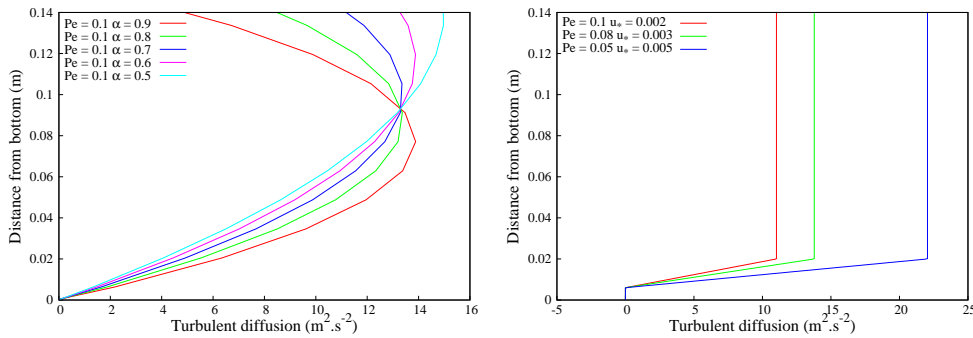 0.14
0.12
0.1
0.08
0.06
0.04
0.02
0
Distance from bottom (m)
Pe = 0.1 α = 0.9
Pe = 0.1 α = 0.8
Pe = 0.1 α = 0.7
Pe = 0.1 α = 0.6
Pe = 0.1 α = 0.5
0 2 4 6 8 10 12 14 16
Turbulent diffusion (m².s⁻²)
0.14
0.12
0.1
0.08
0.06
0.04
0.02
0
Distance from bottom (m)
Pe = 0.1 u* = 0.002
Pe = 0.08 u* = 0.003
Pe = 0.05 u* = 0.005
-5 0 5 10 15 20 25
Turbulent diffusion (m².s⁻²)